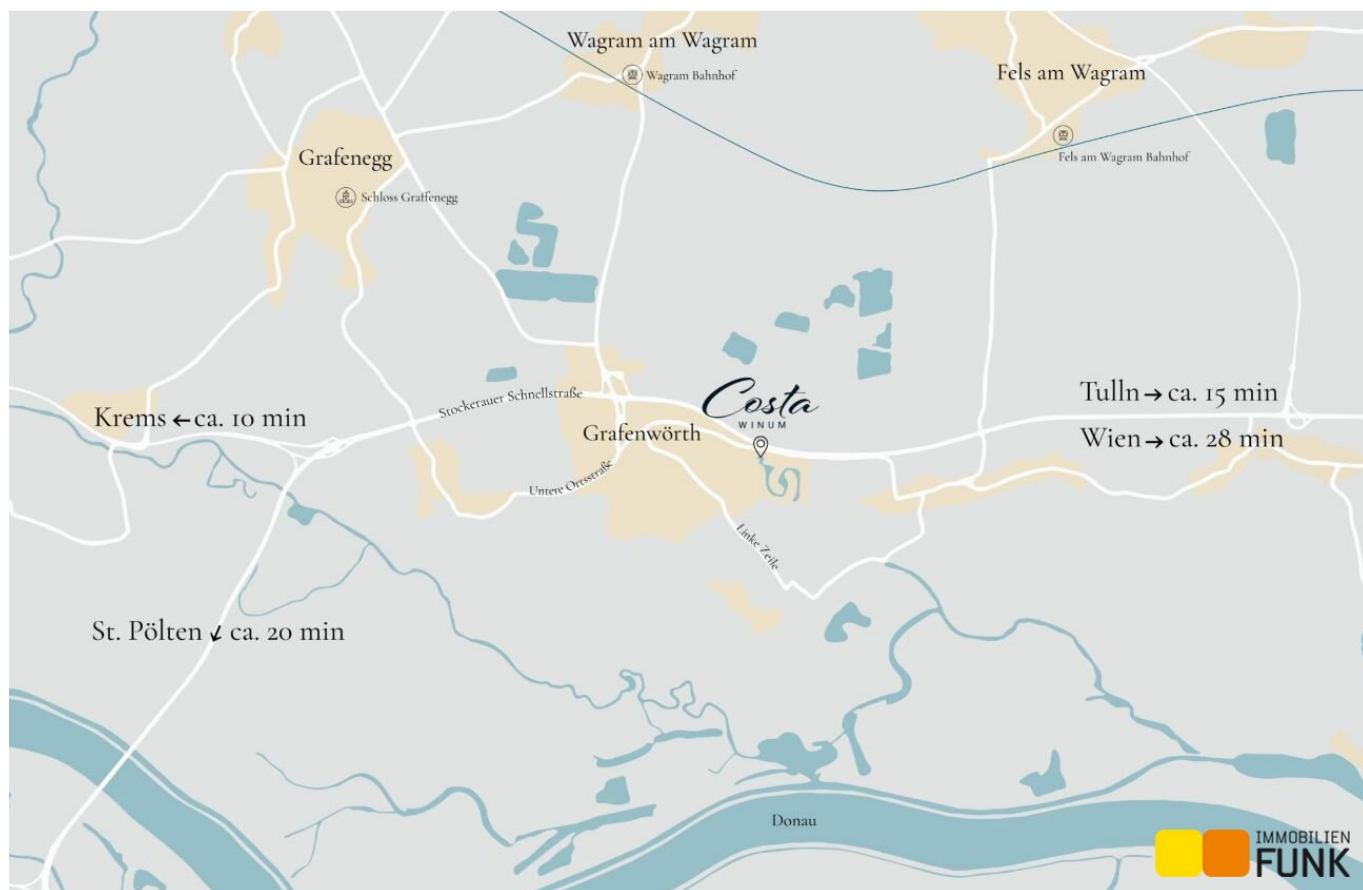 Wagram am Wagram
Wagram Bahnhof
Fels am Wagram
Fels am Wagram Bahnhof
Grafenegg
Schloss Graffenegg
Stockerauer Schnellstraße
Costa
WINUM
Krems ← ca. 10 min
Grafenwörth
Tulln → ca. 15 min
Wien → ca. 28 min
Untere Ortsstraße
Linke Zeile
St. Pölten ↙ ca. 20 min
Donau
IMMOBILIEN
FUNK